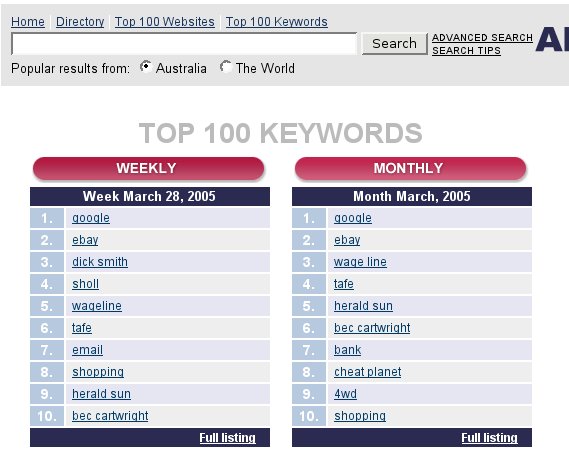 Home | Directory | Top 100 Websites | Top 100 Keywords
Search
ADVANCED SEARCH
SEARCH TIPS
Popular results from: Australia The World
TOP 100 KEYWORDS
WEEKLY
Week March 28, 2005
1. google
2. ebay
3. dick smith
4. sholl
5. wageline
6. tafe
7. email
8. shopping
9. herald sun
10. bec cartwright
Full listing
MONTHLY
Month March, 2005
1. google
2. ebay
3. wage line
4. tafe
5. herald sun
6. bec cartwright
7. bank
8. cheat planet
9. 4wd
10. shopping
Full listing